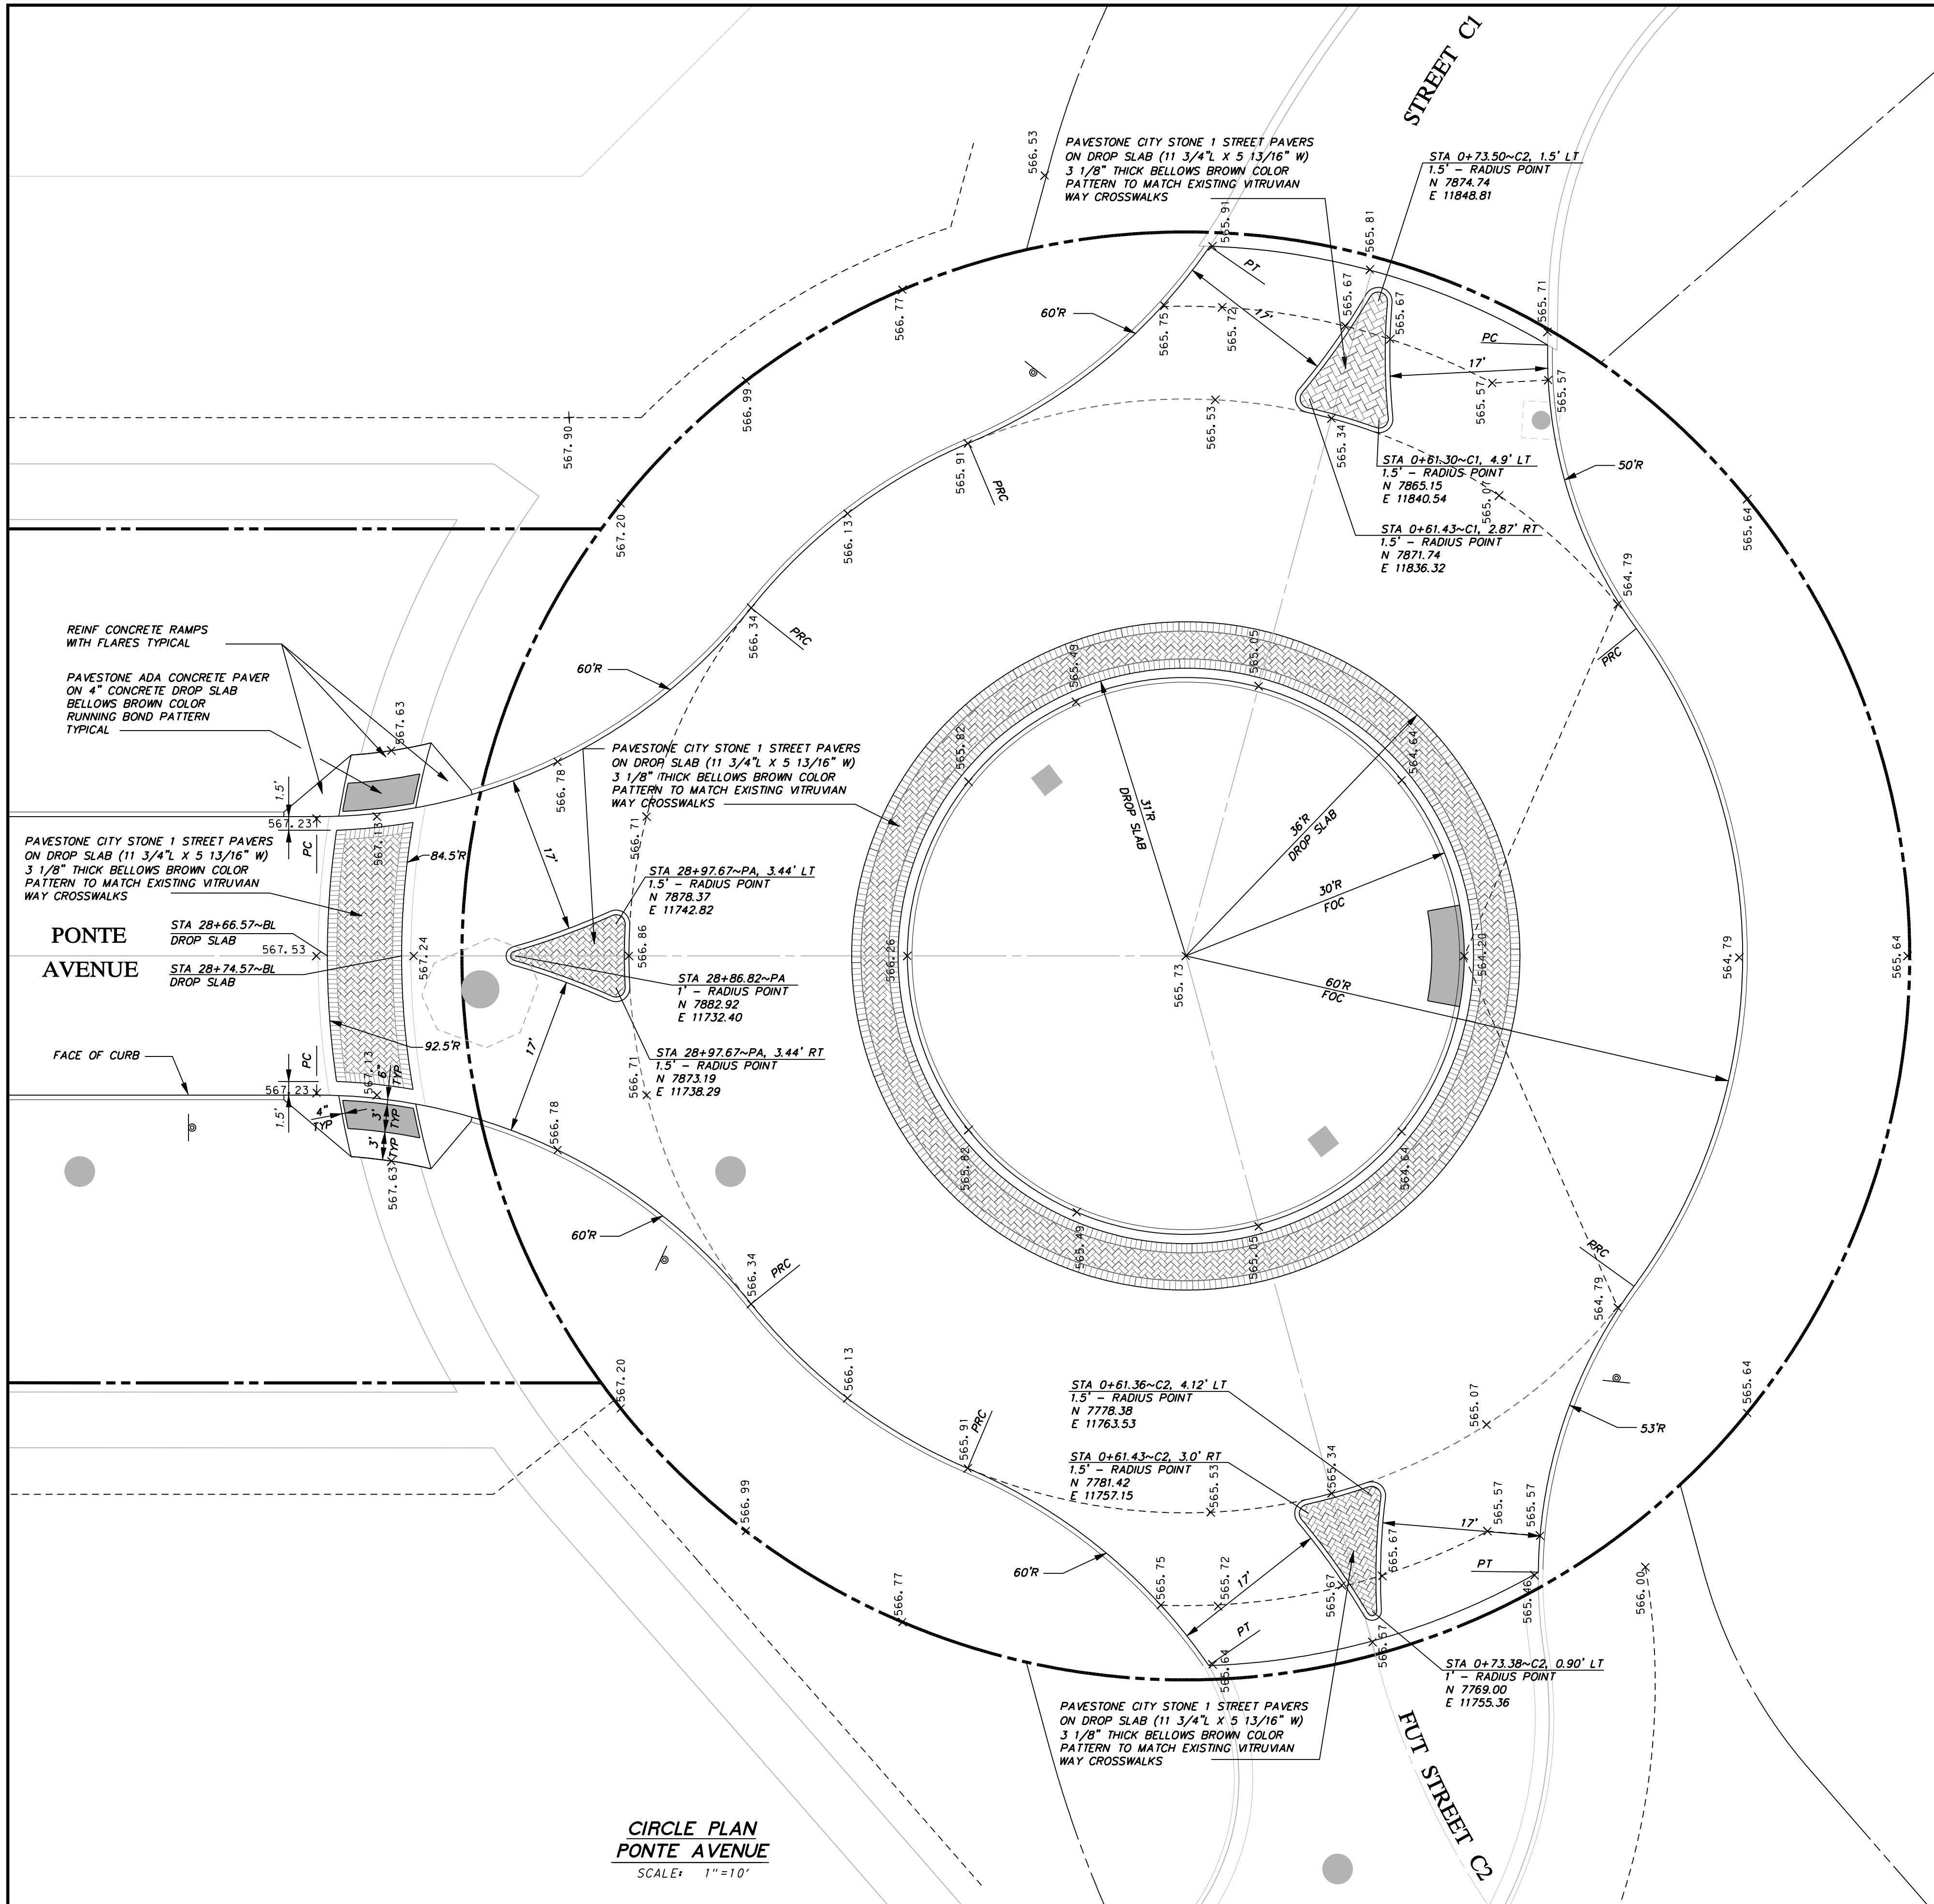 STREET C1
566.53
PAVESTONE CITY STONE 1 STREET PAVERS
ON DROP SLAB (11 3/4"L X 5 13/16" W)
3 1/8" THICK BELLOWS BROWN COLOR
PATTERN TO MATCH EXISTING VITRUVIAN
WAY CROSSWALKS
STA 0+73.50~C2, 1.5' LT
1.5' - RADIUS POINT
N 7874.74
E 11848.81
565.91
565.81
PT
566.77
60'R
565.75
565.72
17'
565.67
565.67
565.71
PC
17'
565.57
565.57
566.99
567.90
565.91
565.53
565.34
PRC
STA 0+61.30~C1, 4.9' LT
1.5' - RADIUS POINT
N 7865.15
E 11840.54
50'R
565.07
565.64
567.20
566.13
STA 0+61.43~C1, 2.87' RT
1.5' - RADIUS POINT
N 7871.74
E 11836.32
564.79
REINF CONCRETE RAMPS
WITH FLARES TYPICAL
566.34
PRC
60'R
565.49
565.05
PRC
PAVESTONE ADA CONCRETE PAVER
ON 4" CONCRETE DROP SLAB
BELLOWS BROWN COLOR
RUNNING BOND PATTERN
TYPICAL
567.63
566.78
PAVESTONE CITY STONE 1 STREET PAVERS
ON DROP SLAB (11 3/4"L X 5 13/16" W)
3 1/8" THICK BELLOWS BROWN COLOR
PATTERN TO MATCH EXISTING VITRUVIAN
WAY CROSSWALKS
565.82
564.64
31'R
DROP SLAB
36'R
DROP SLAB
1.5'
567.23
PC
567.13
84.5'R
17'
566.71
PAVESTONE CITY STONE 1 STREET PAVERS
ON DROP SLAB (11 3/4"L X 5 13/16" W)
3 1/8" THICK BELLOWS BROWN COLOR
PATTERN TO MATCH EXISTING VITRUVIAN
WAY CROSSWALKS
STA 28+97.67~PA, 3.44' LT
1.5' - RADIUS POINT
N 7878.37
E 11742.82
30'R
FOC
PONTE
AVENUE
STA 28+66.57~BL
DROP SLAB
567.53
STA 28+74.57~BL
DROP SLAB
567.24
566.86
566.26
565.73
564.20
564.79
565.64
STA 28+86.82~PA
1' - RADIUS POINT
N 7882.92
E 11732.40
60'R
FOC
FACE OF CURB
PC
567.13
92.5'R
17'
STA 28+97.67~PA, 3.44' RT
1.5' - RADIUS POINT
N 7873.19
E 11738.29
566.71
567.23
6"
TYP
1.5'
4"
TYP
3'
TYP
3'
TYP
567.63
566.78
565.82
564.64
60'R
565.49
565.05
566.34
PRC
PRC
564.79
567.20
566.13
STA 0+61.36~C2, 4.12' LT
1.5' - RADIUS POINT
N 7778.38
E 11763.53
565.07
565.64
53'R
565.91
PRC
STA 0+61.43~C2, 3.0' RT
1.5' - RADIUS POINT
N 7781.42
E 11757.15
565.53
565.34
566.99
17'
565.57
565.57
60'R
565.75
565.72
17'
565.67
565.67
PT
565.46
566.00
566.77
PT
565.64
565.57
STA 0+73.38~C2, 0.90' LT
1' - RADIUS POINT
N 7769.00
E 11755.36
PAVESTONE CITY STONE 1 STREET PAVERS
ON DROP SLAB (11 3/4"L X 5 13/16" W)
3 1/8" THICK BELLOWS BROWN COLOR
PATTERN TO MATCH EXISTING VITRUVIAN
WAY CROSSWALKS
FUT STREET C2
CIRCLE PLAN
PONTE AVENUE
SCALE: 1"=10'